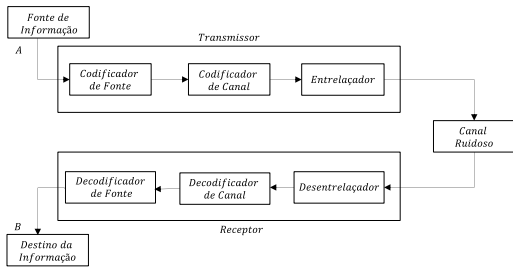 Fonte de
Informação
A
Transmissor
Codificador
de Fonte
Codificador
de Canal
Entrelaçador
Canal
Ruidoso
Decodificador
de Fonte
Decodificador
de Canal
Desentrelaçador
B
Receptor
Destino da
Informação